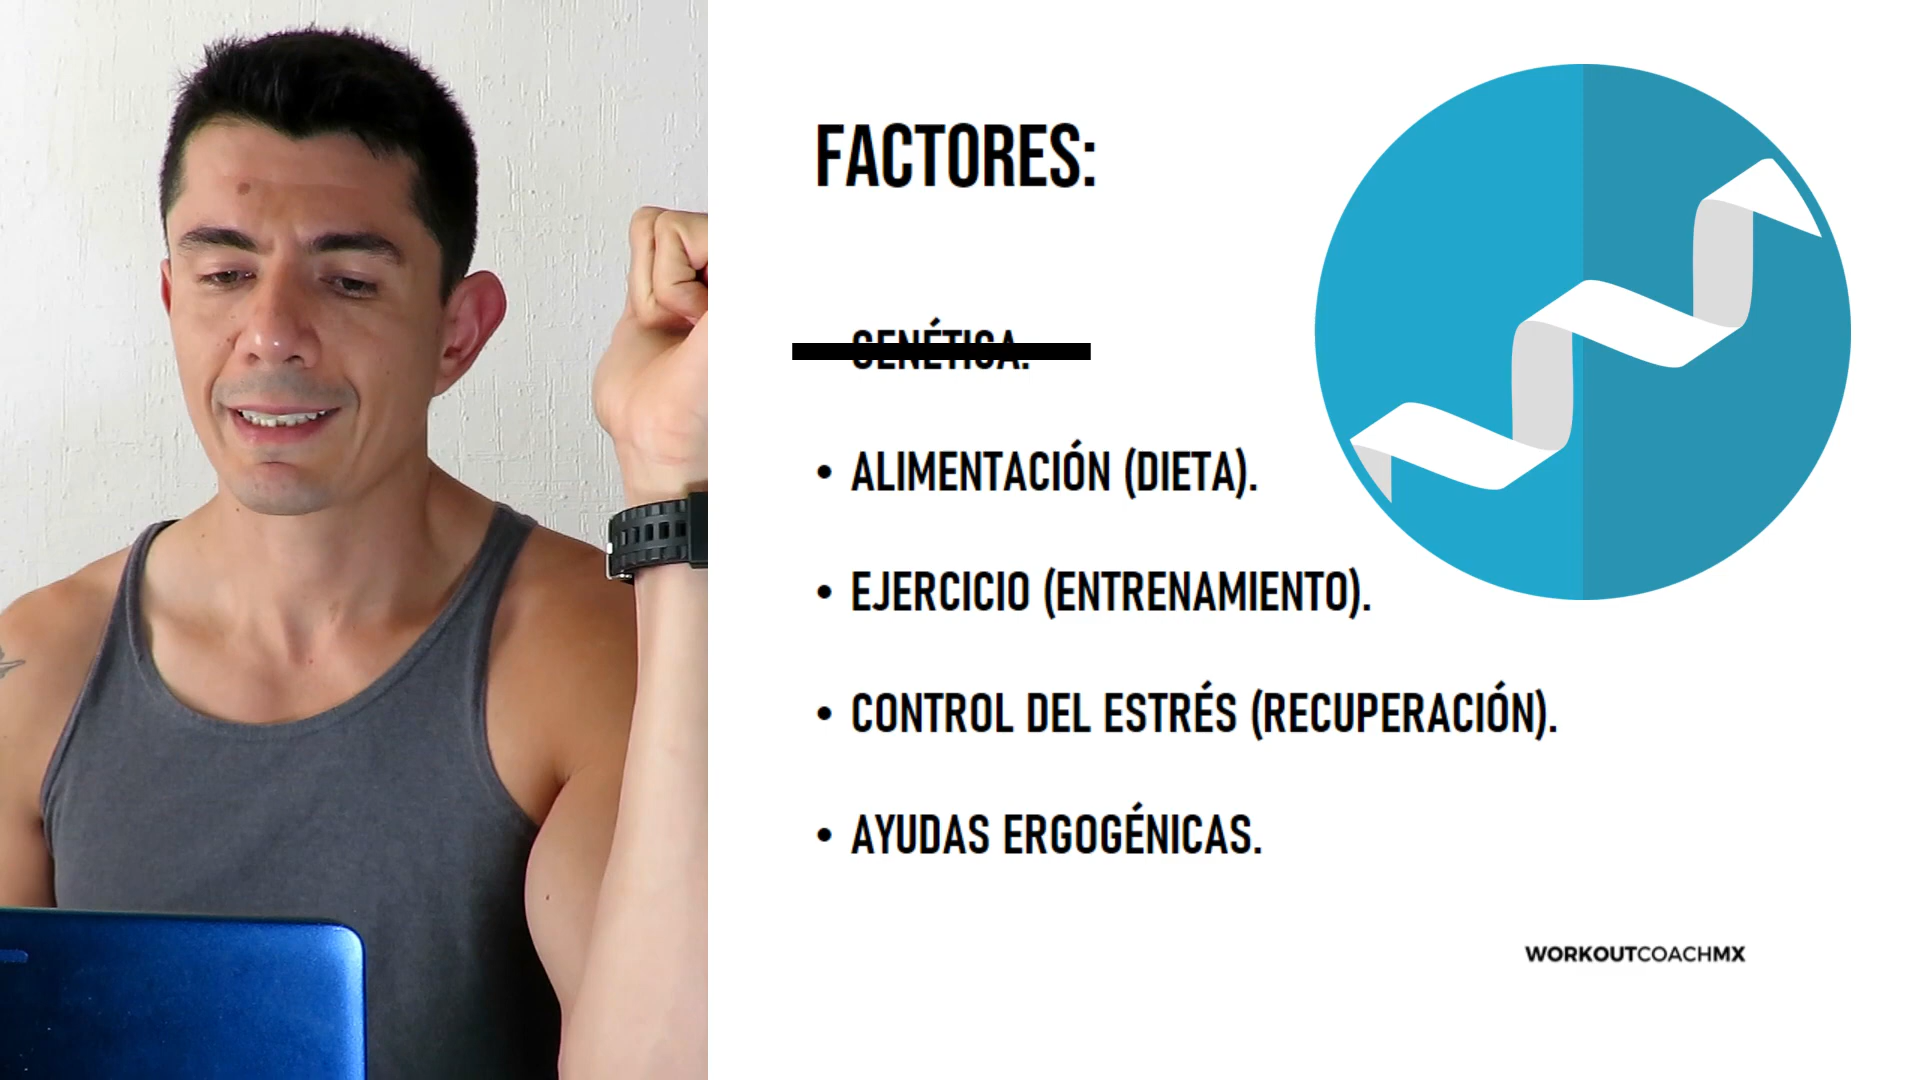 FACTORES:
GENÉTICA.
• ALIMENTACIÓN (DIETA).
• EJERCICIO (ENTRENAMIENTO).
• CONTROL DEL ESTRÉS (RECUPERACIÓN).
• AYUDAS ERGOGÉNICAS.
WORKOUTCOACHMX